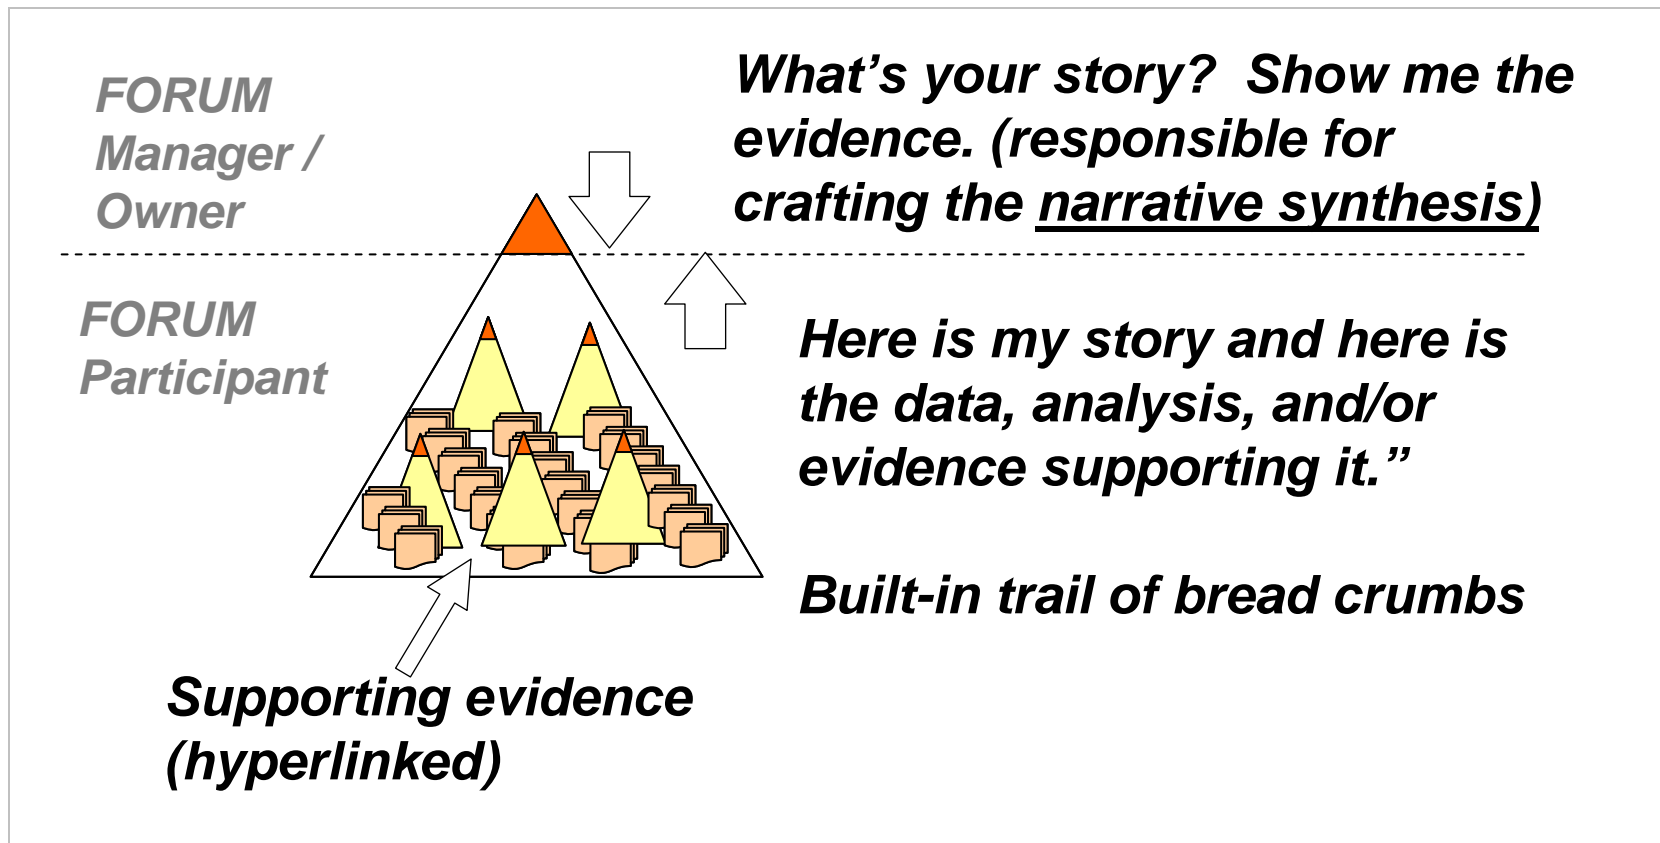 FORUM
Manager /
Owner
What’s your story?  Show me the
evidence. (responsible for
crafting the narrative synthesis)
FORUM
Participant
Here is my story and here is
the data, analysis, and/or
evidence supporting it.”
Built-in trail of bread crumbs
Supporting evidence
(hyperlinked)